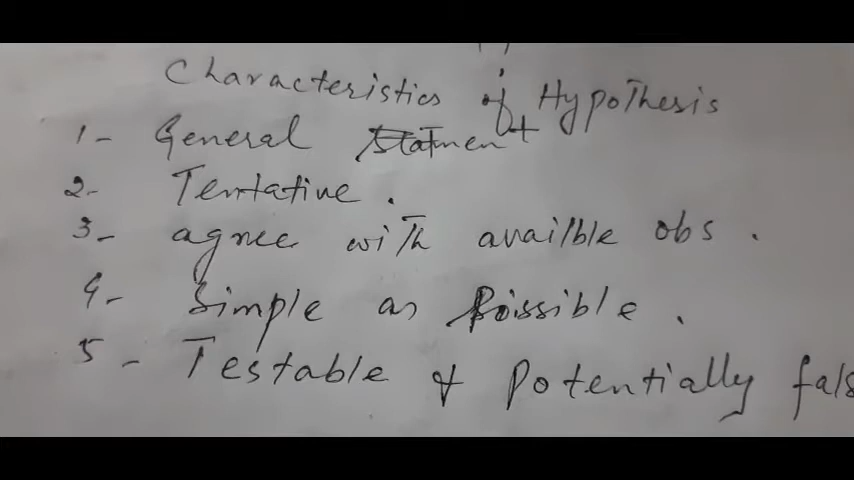 Characteristics of Hypothesis
1- General Statment
2- Tentative.
3- agree with availble obs.
4- Simple as Possible.
5- Testable & Potentially fals